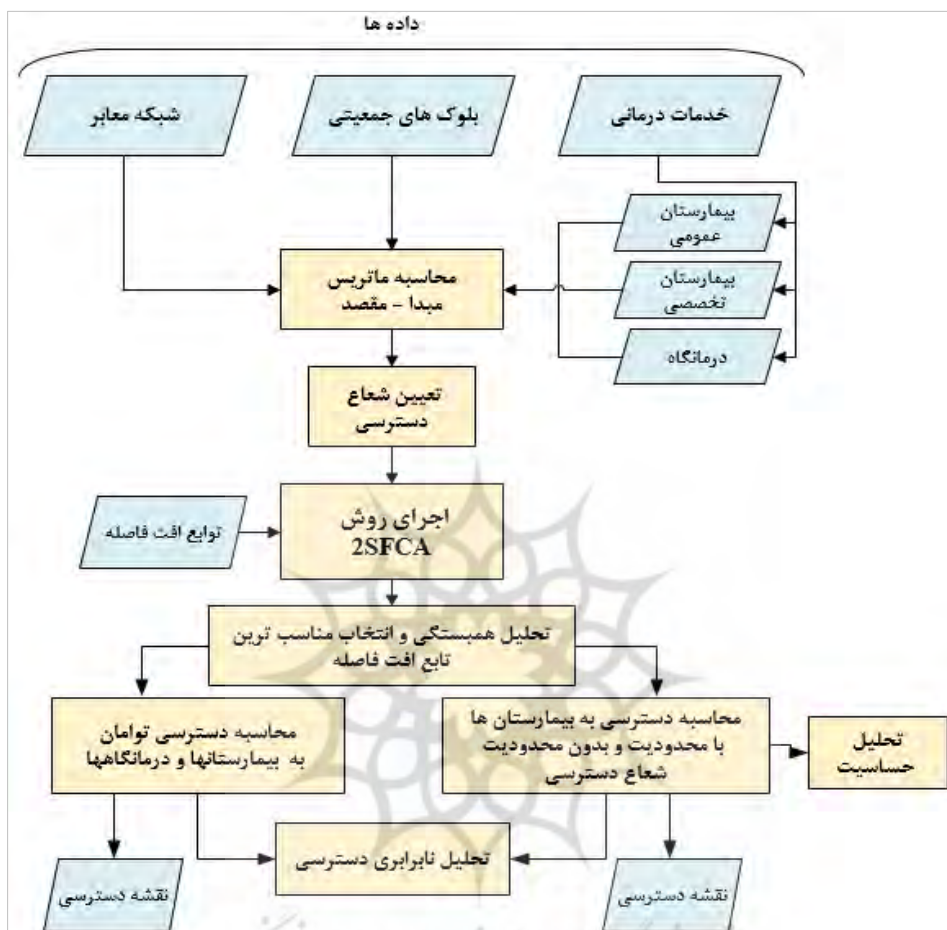 داده ها
خدمات درمانی
بلوک های جمعیتی
شبکه معابر
بیمارستان
عمومی
بیمارستان
تخصصی
درمانگاه
محاسبه ماتریس
مبدا - مقصد
تعیین شعاع
دسترسی
اجرای روش
2SFCA
توابع افت فاصله
تحلیل همبستگی و انتخاب مناسب ترین
تابع افت فاصله
محاسبه دسترسی به بیمارستان ها
با محدودیت و بدون محدودیت
شعاع دسترسی
محاسبه دسترسی توامان
به بیمارستانها و درمانگاهها
تحلیل
حساسیت
تحلیل نابرابری دسترسی
نقشه دسترسی
نقشه دسترسی